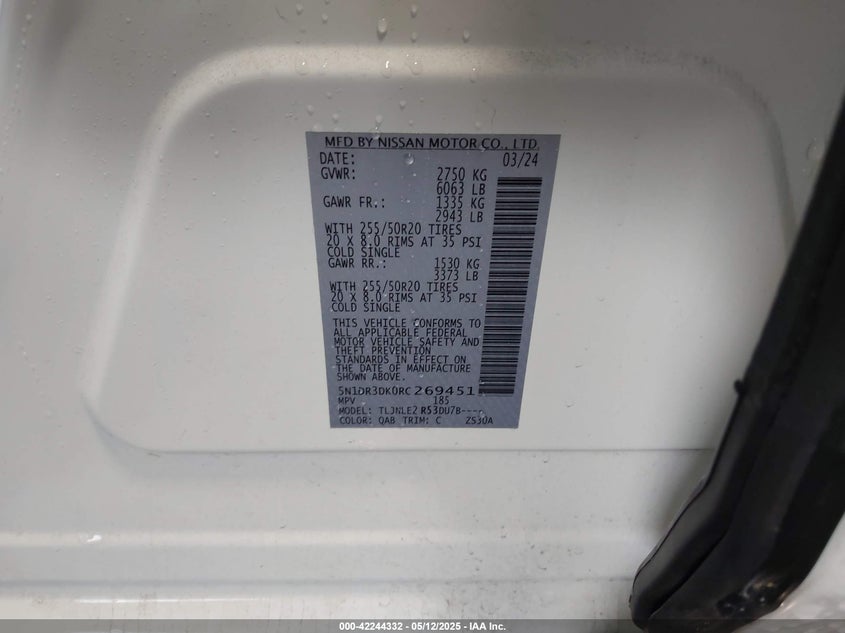 MFD BY NISSAN MOTOR CO., LTD.
DATE: 03/24
GVWR: 2750 KG
6063 LB
GAWR FR.: 1335 KG
2943 LB
WITH 255/50R20 TIRES
20 X 8.0 RIMS AT 35 PSI
COLD SINGLE
GAWR RR.: 1530 KG
3373 LB
WITH 255/50R20 TIRES
20 X 8.0 RIMS AT 35 PSI
COLD SINGLE
THIS VEHICLE CONFORMS TO
ALL APPLICABLE FEDERAL
MOTOR VEHICLE SAFETY AND
THEFT PREVENTION
STANDARDS IN EFFECT ON
THE DATE OF MANUFACTURE
SHOWN ABOVE.
5N1DR3DK0RC269451
MPV 185
MODEL: TLJNLE2 R53DU7B----
COLOR: QAB TRIM: C ZS30A
000-42244332 - 05/12/2025 - IAA Inc.